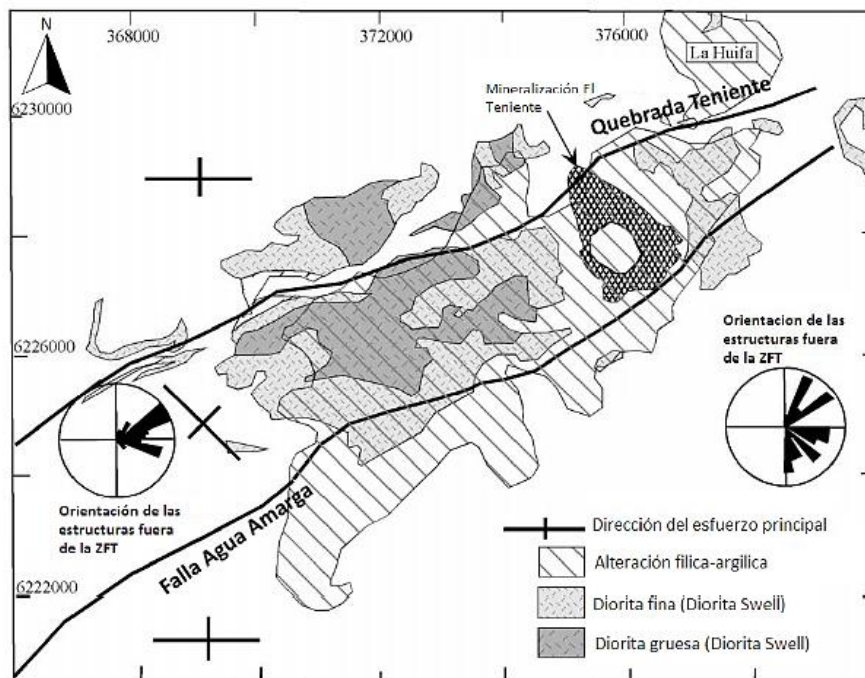 N
368000
372000
376000
La Huifa
Mineralización El
Teniente
Quebrada Teniente
6230000
6226000
6222000
Orientacion de las
estructuras fuera
de la ZFT
Orientación de las
estructuras fuera
de la ZFT
Falla Agua Amarga
Dirección del esfuerzo principal
Alteración filica-argilica
Diorita fina (Diorita Swell)
Diorita gruesa (Diorita Swell)